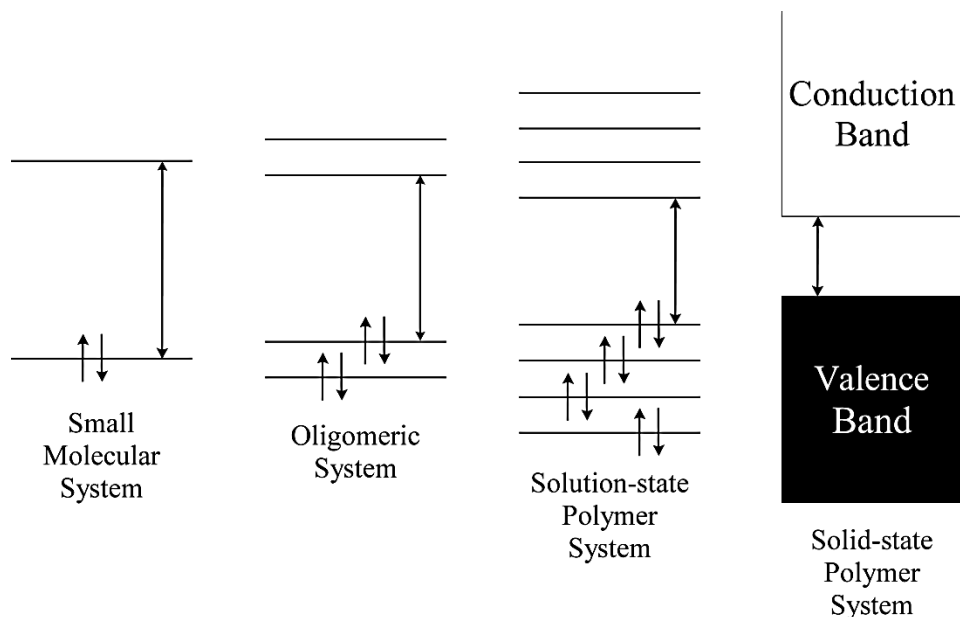 Small
Molecular
System
Oligomeric
System
Solution-state
Polymer
System
Conduction
Band
Valence
Band
Solid-state
Polymer
System